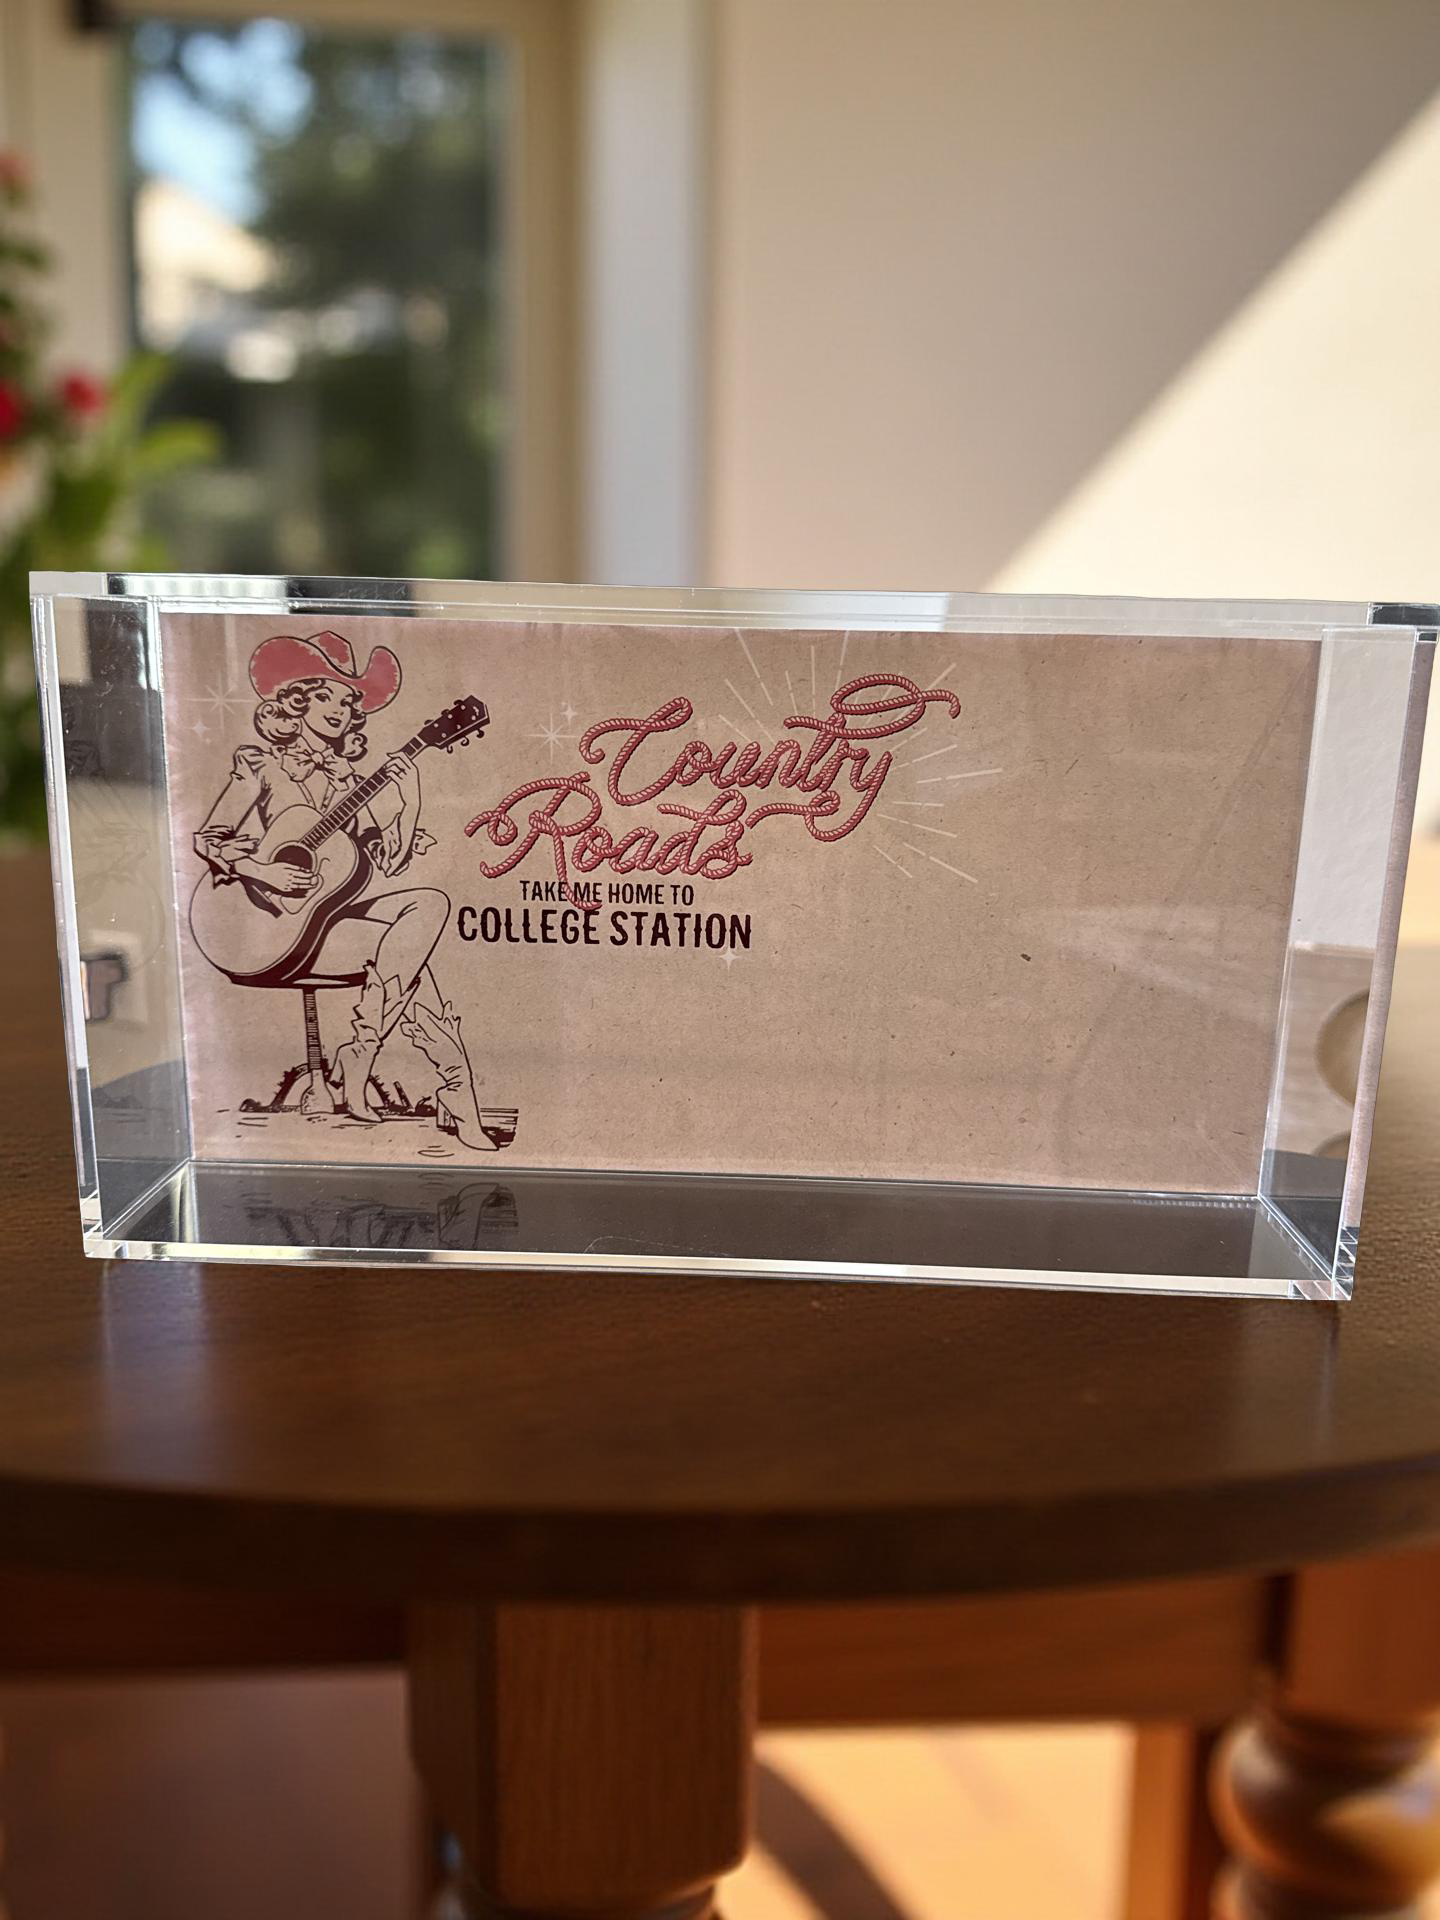 Country
Roads
TAKE ME HOME TO
COLLEGE STATION